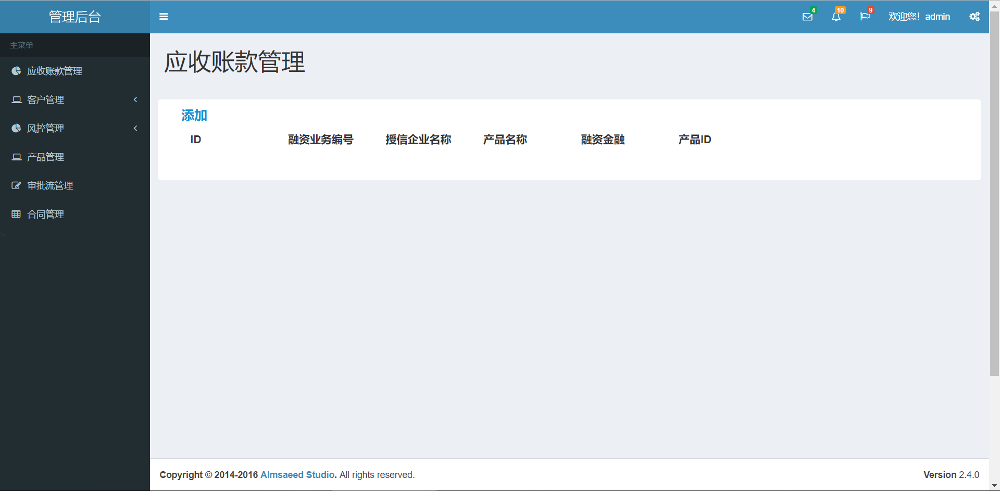 管理后台
4
10
9
欢迎您！admin
主菜单
应收账款管理
客户管理
风控管理
产品管理
审批流管理
合同管理
>
应收账款管理
添加
ID 融资业务编号 授信企业名称 产品名称 融资金融 产品ID
Copyright © 2014-2016 Almsaeed Studio. All rights reserved.
Version 2.4.0